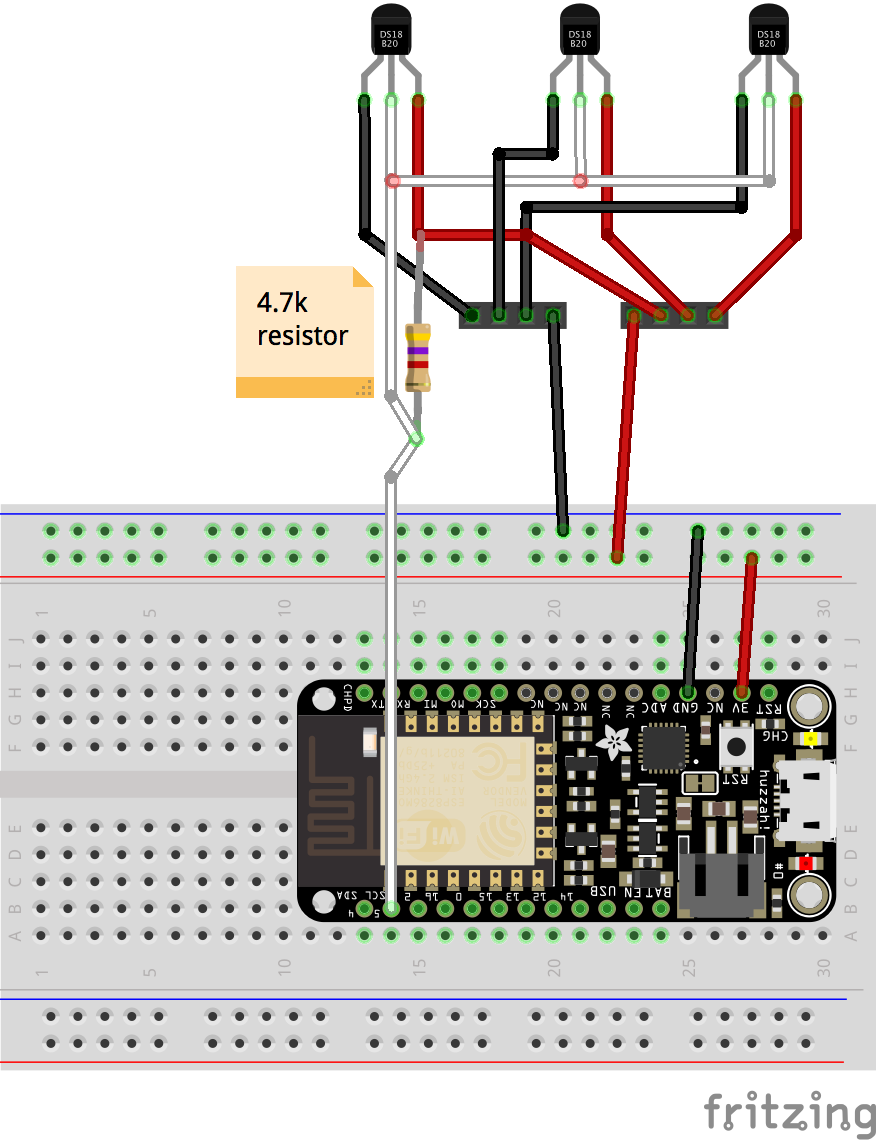 DS18
B20
DS18
B20
DS18
B20
4.7k
resistor
1
5
10
15
20
25
30
J
J
I
I
H
H
G
G
F
F
CHPD
TX
RX
MI
MO
SCK
NC
NC
NC
NC
NC
ADC
GND
NC
3V
RST
CHG
RST
huzzah!
WiFi
FC
#0
E
E
D
D
C
C
B
B
A
A
SDA
SCL
4
5
2
16
0
15
13
12
14
USB
EN
BAT
1
5
10
15
20
25
30
fritzing